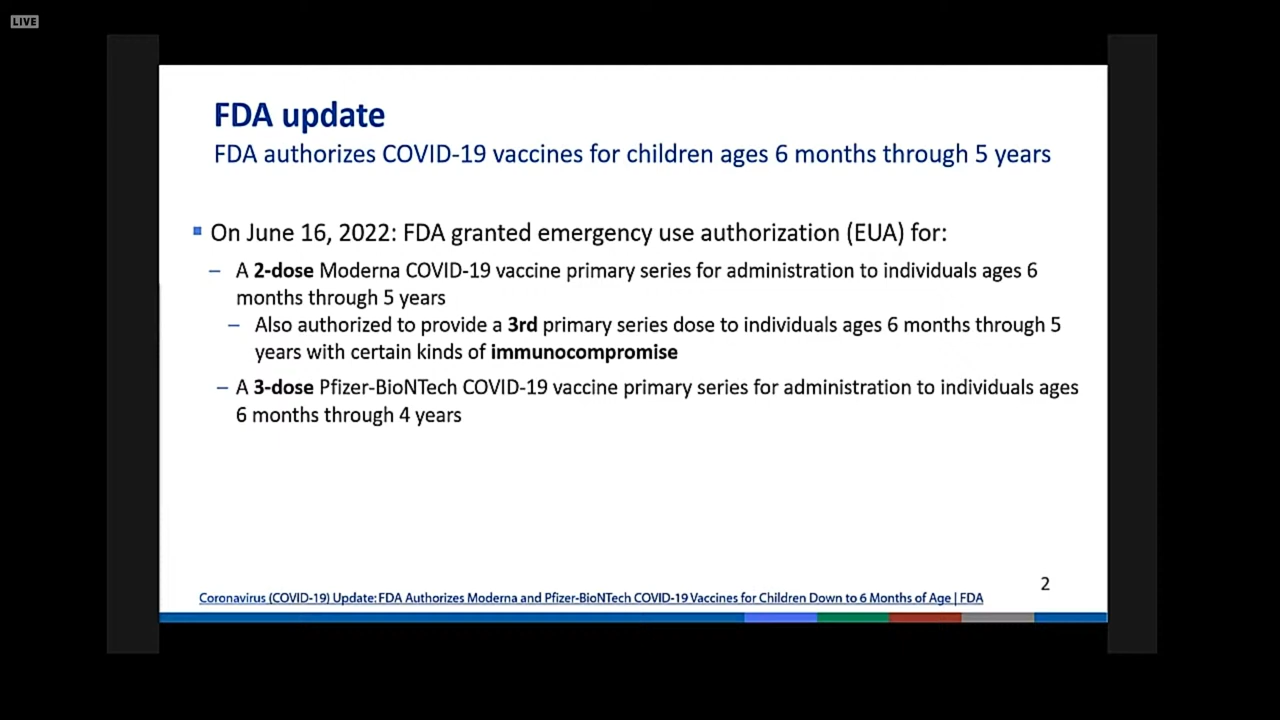 LIVE
FDA update
FDA authorizes COVID-19 vaccines for children ages 6 months through 5 years
▪ On June 16, 2022: FDA granted emergency use authorization (EUA) for:
– A 2-dose Moderna COVID-19 vaccine primary series for administration to individuals ages 6
months through 5 years
– Also authorized to provide a 3rd primary series dose to individuals ages 6 months through 5
years with certain kinds of immunocompromise
– A 3-dose Pfizer-BioNTech COVID-19 vaccine primary series for administration to individuals ages
6 months through 4 years
2
Coronavirus (COVID-19) Update: FDA Authorizes Moderna and Pfizer-BioNTech COVID-19 Vaccines for Children Down to 6 Months of Age | FDA